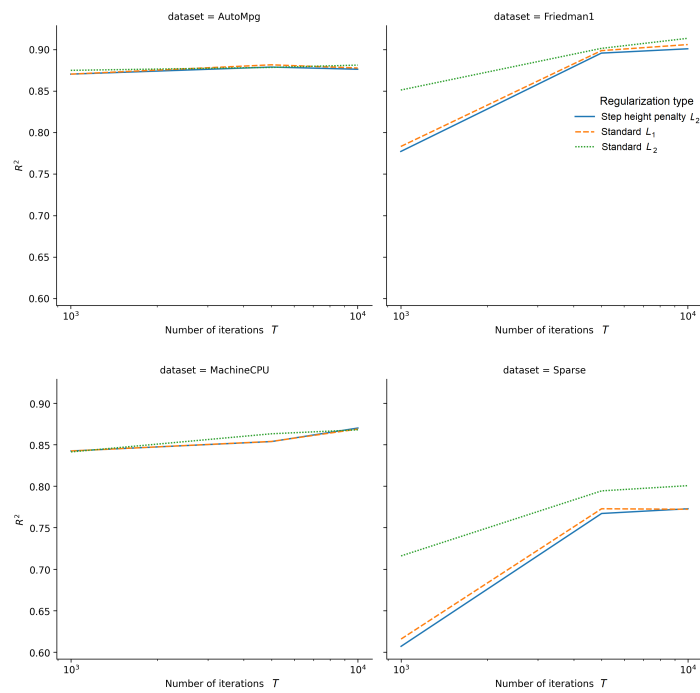 dataset = AutoMpg
dataset = Friedman1
0.90
0.85
0.80
0.75
0.70
0.65
0.60
R²
10³
10⁴
Number of iterations T
10³
10⁴
Number of iterations T
Regularization type
Step height penalty L₂
Standard L₁
Standard L₂
dataset = MachineCPU
dataset = Sparse
0.90
0.85
0.80
0.75
0.70
0.65
0.60
R²
10³
10⁴
Number of iterations T
10³
10⁴
Number of iterations T